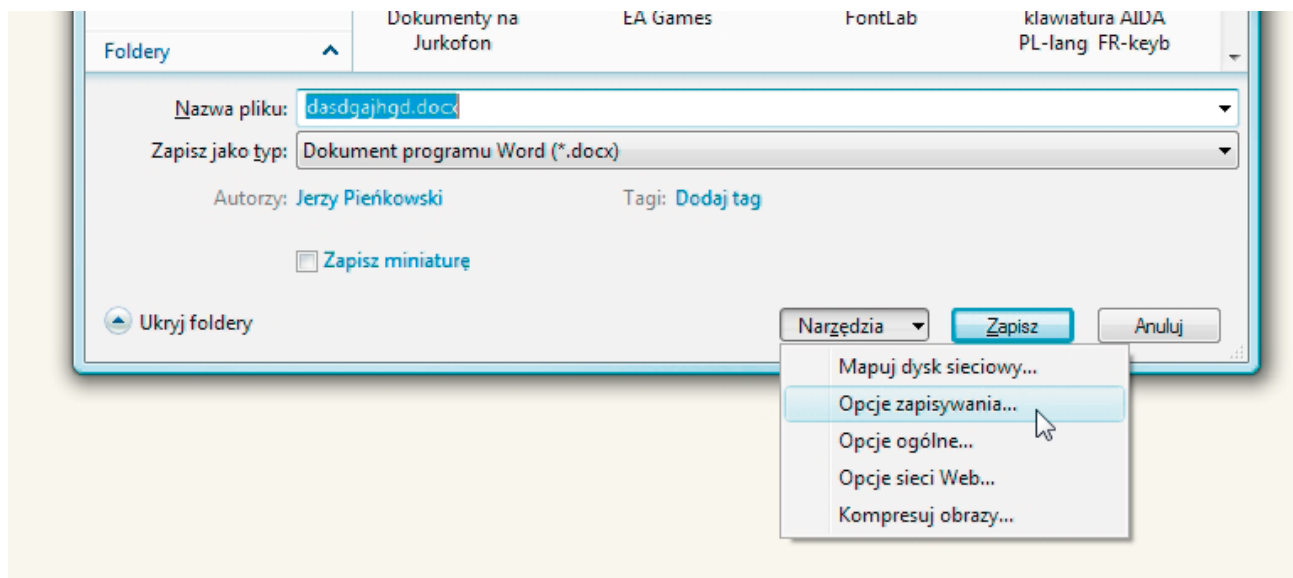 Dokumenty na
Jurkofon
EA Games
FontLab
klawiatura AIDA
PL-lang FR-keyb
Foldery
Nazwa pliku: dasdgajhgd.docx
Zapisz jako typ: Dokument programu Word (*.docx)
Autorzy: Jerzy Pieńkowski Tagi: Dodaj tag
Zapisz miniaturę
Ukryj foldery Narzędzia Zapisz Anuluj
Mapuj dysk sieciowy...
Opcje zapisywania...
Opcje ogólne...
Opcje sieci Web...
Kompresuj obrazy...